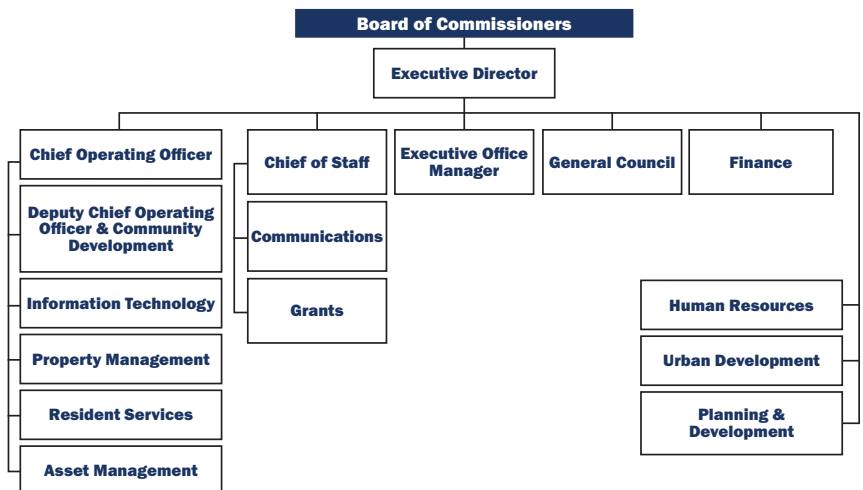 Board of Commissioners
Executive Director
Chief Operating Officer
Chief of Staff
Executive Office
Manager
General Council
Finance
Deputy Chief Operating
Officer & Community
Development
Communications
Information Technology
Grants
Human Resources
Property Management
Urban Development
Resident Services
Planning &
Development
Asset Management